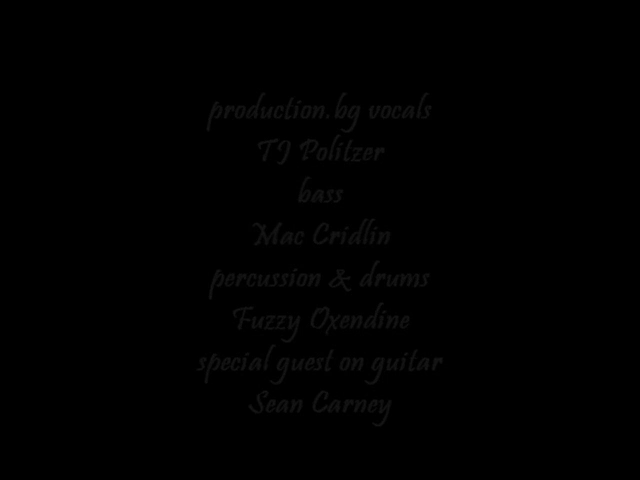 production.bg vocals
TJ Politzer
bass
Mac Cridlin
percussion & drums
Fuzzy Oxendine
special guest on guitar
Sean Carney